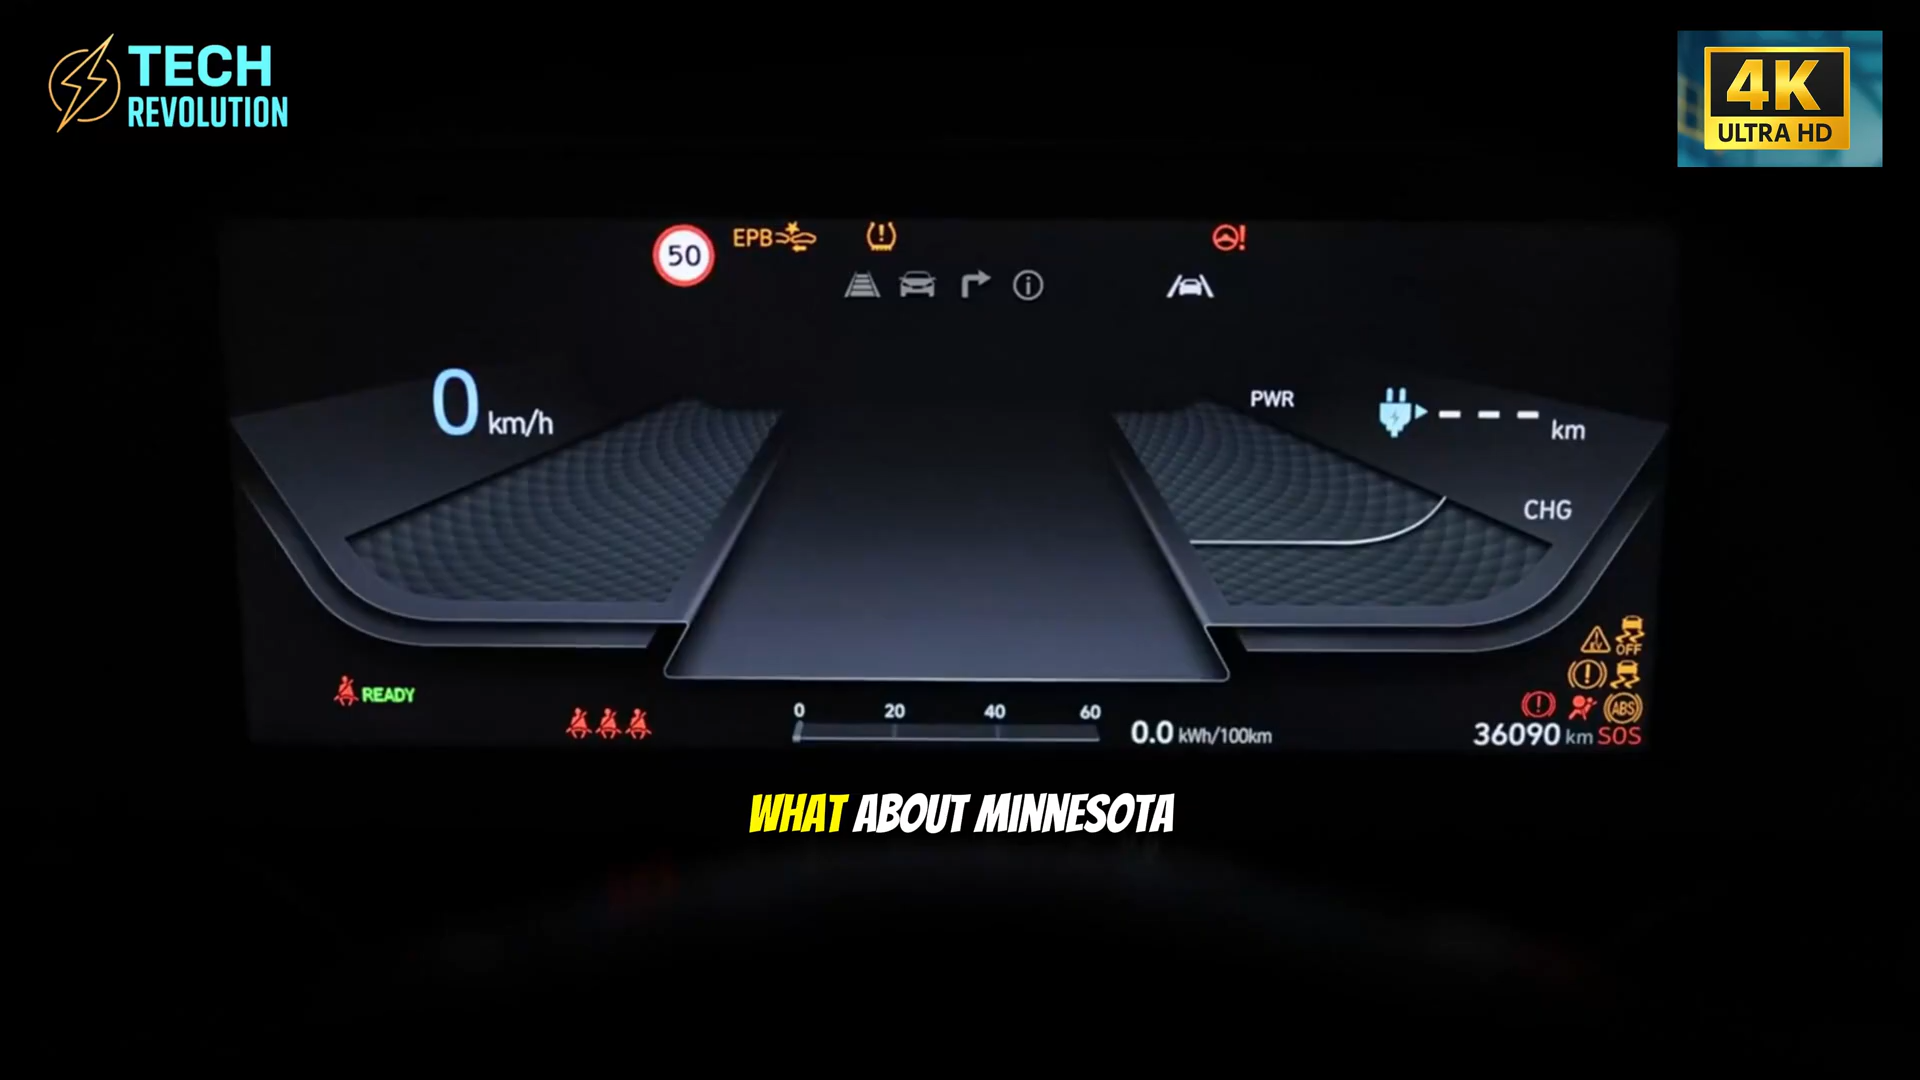 TECH
REVOLUTION
4K
ULTRA HD
50
EPB
0 km/h
PWR
--- km
CHG
READY
OFF
EV
ABS
0 20 40 60
0.0 kWh/100km
36090 km SOS
WHAT ABOUT MINNESOTA